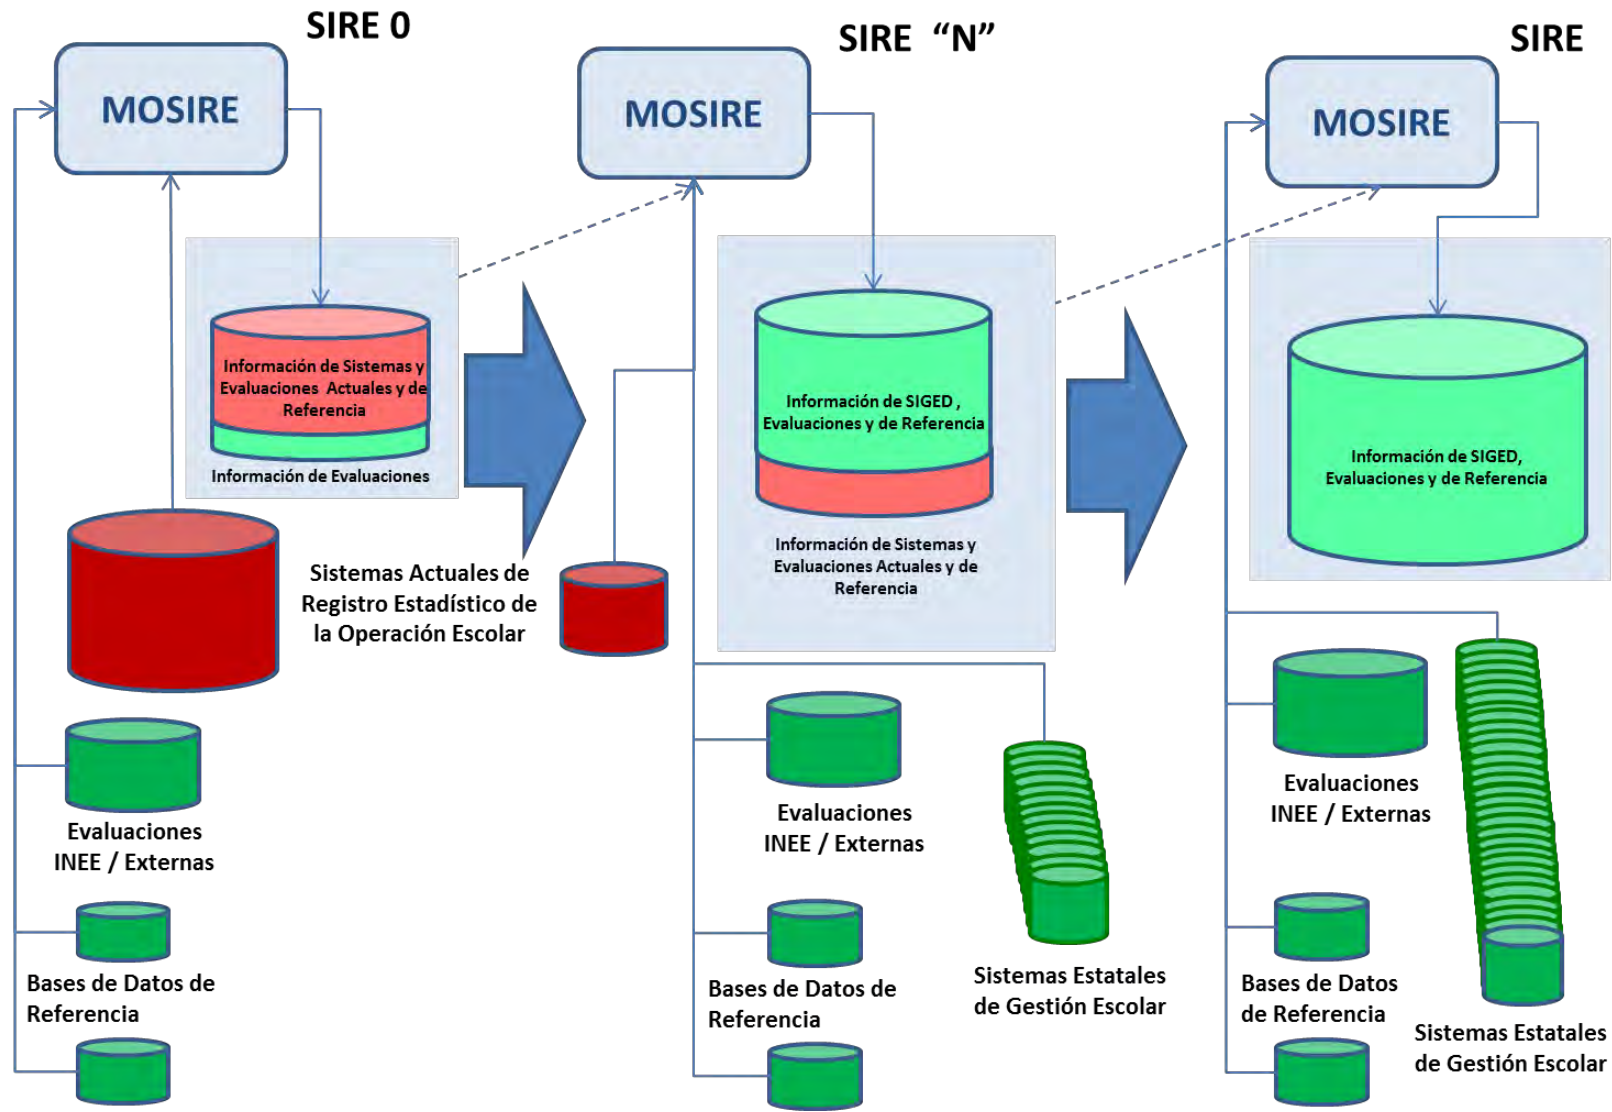 SIRE 0
MOSIRE
Información de Sistemas y
Evaluaciones Actuales y de
Referencia
Información de Evaluaciones
Sistemas Actuales de
Registro Estadístico de
la Operación Escolar
Evaluaciones
INEE / Externas
Bases de Datos de
Referencia
SIRE “N”
MOSIRE
Información de SIGED ,
Evaluaciones y de Referencia
Información de Sistemas y
Evaluaciones Actuales y de
Referencia
Evaluaciones
INEE / Externas
Bases de Datos de
Referencia
Sistemas Estatales
de Gestión Escolar
SIRE
MOSIRE
Información de SIGED,
Evaluaciones y de Referencia
Evaluaciones
INEE / Externas
Bases de Datos
de Referencia
Sistemas Estatales
de Gestión Escolar